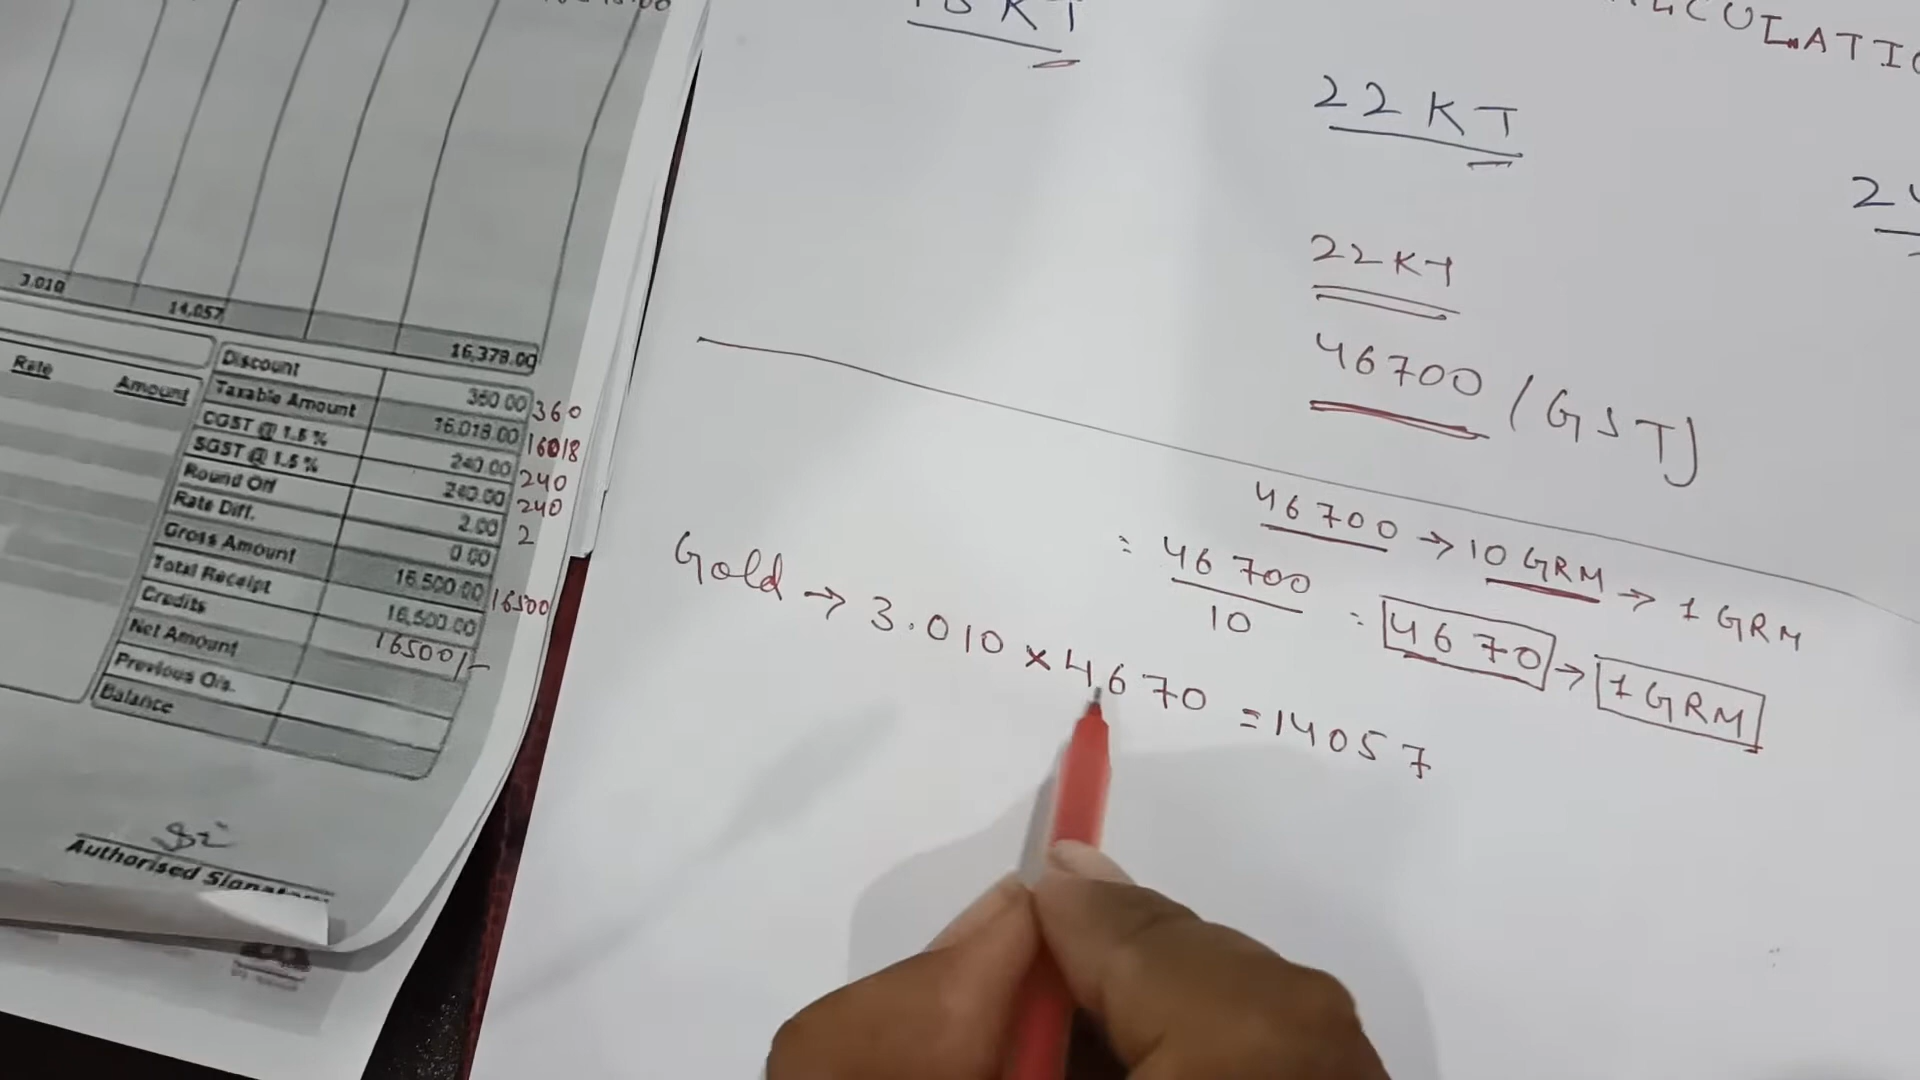 22 KT
22 KT
46700 / (GST)
46700 → 10 GRM → 1 GRM
= 46700 / 10 = 4670 → 1 GRM
Gold → 3.010 × 4670 = 14057
3.010 14,057 16,378.00
Rate Amount
Discount 360.00 360
Taxable Amount 16,018.00 16018
CGST @ 1.5 % 240.00 240
SGST @ 1.5 % 240.00 240
Round Off 2.00 2
Rate Diff. 0.00
Gross Amount 16,500.00 16500
Total Receipt 16,500.00
Credits 16500/-
Net Amount
Previous O/s.
Balance
Authorised